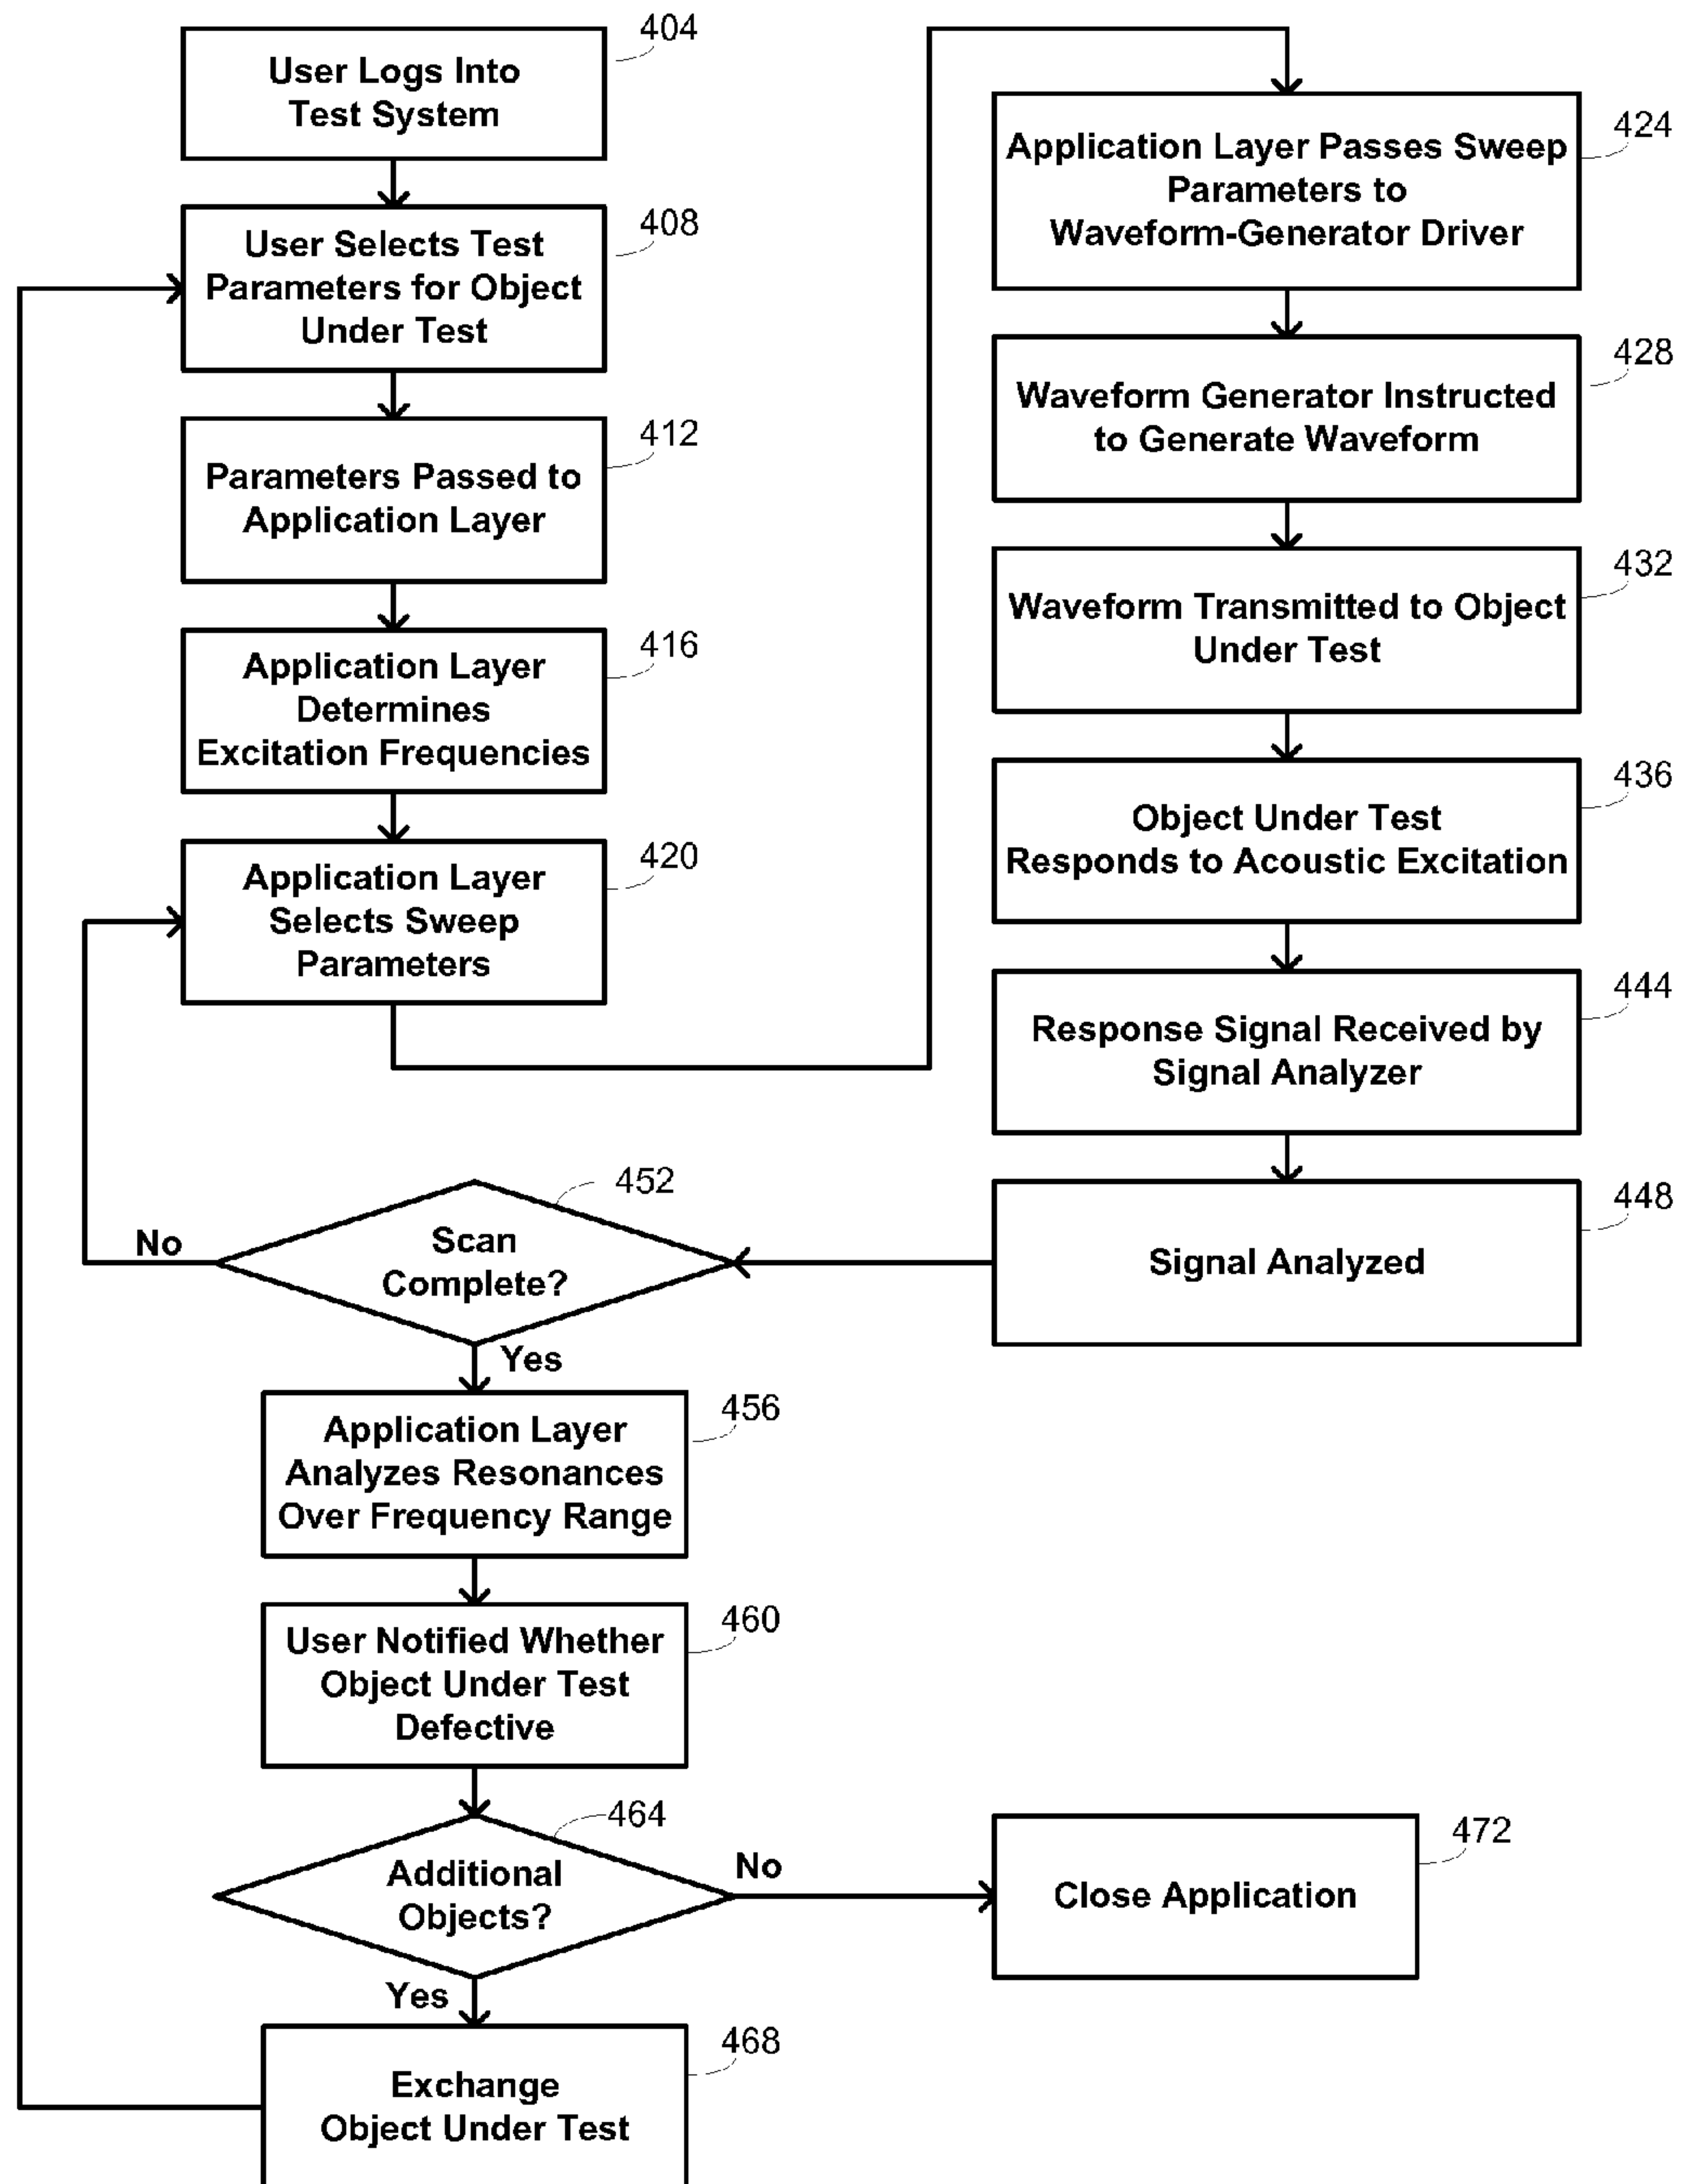 404
User Logs Into
Test System
408
User Selects Test
Parameters for Object
Under Test
412
Parameters Passed to
Application Layer
416
Application Layer
Determines
Excitation Frequencies
420
Application Layer
Selects Sweep
Parameters
424
Application Layer Passes Sweep
Parameters to
Waveform-Generator Driver
428
Waveform Generator Instructed
to Generate Waveform
432
Waveform Transmitted to Object
Under Test
436
Object Under Test
Responds to Acoustic Excitation
444
Response Signal Received by
Signal Analyzer
448
Signal Analyzed
452
Scan
Complete?
No
Yes
456
Application Layer
Analyzes Resonances
Over Frequency Range
460
User Notified Whether
Object Under Test
Defective
464
Additional
Objects?
No
472
Close Application
Yes
468
Exchange
Object Under Test